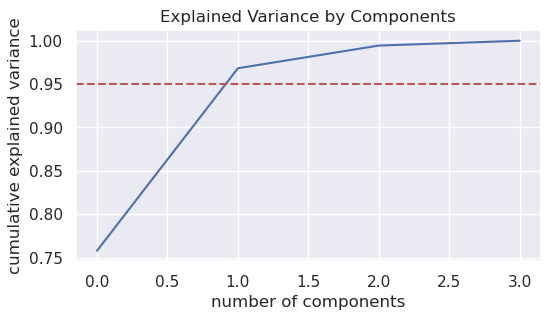 Explained Variance by Components
cumulative explained variance
1.00
0.95
0.90
0.85
0.80
0.75
0.0 0.5 1.0 1.5 2.0 2.5 3.0
number of components